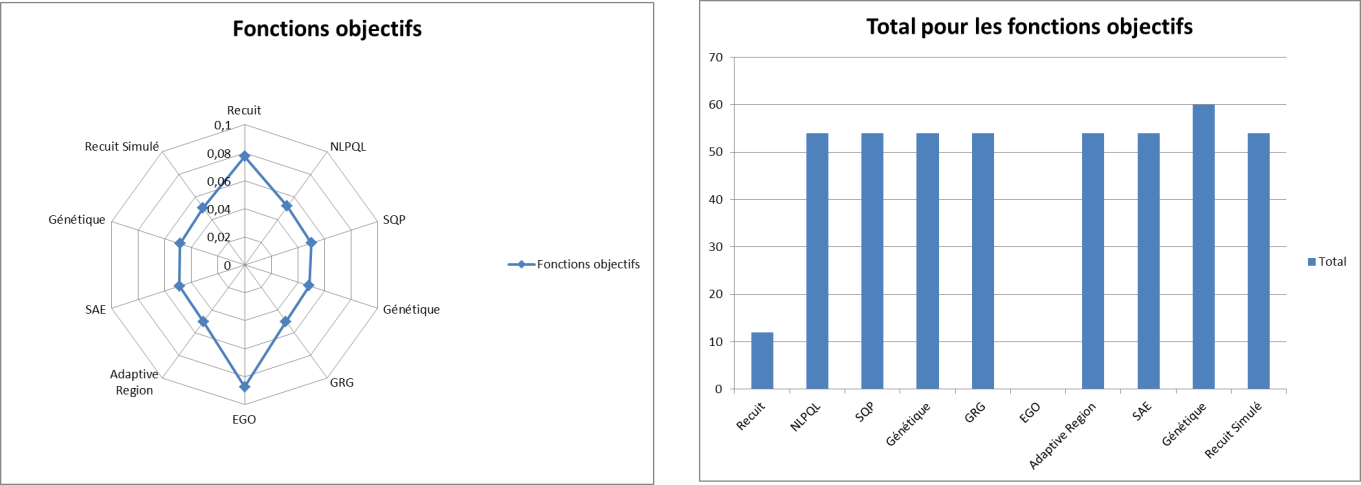 Fonctions objectifs
Recuit
0,1
Recuit Simulé
NLPQL
0,08
0,06
Génétique
0,04
SQP
0,02
0
Fonctions objectifs
SAE
Génétique
Adaptive
Region
GRG
EGO
Total pour les fonctions objectifs
70
60
50
40
30
20
10
0
Total
Recuit
NLPQL
SQP
Génétique
GRG
EGO
Adaptive Region
SAE
Génétique
Recuit Simulé